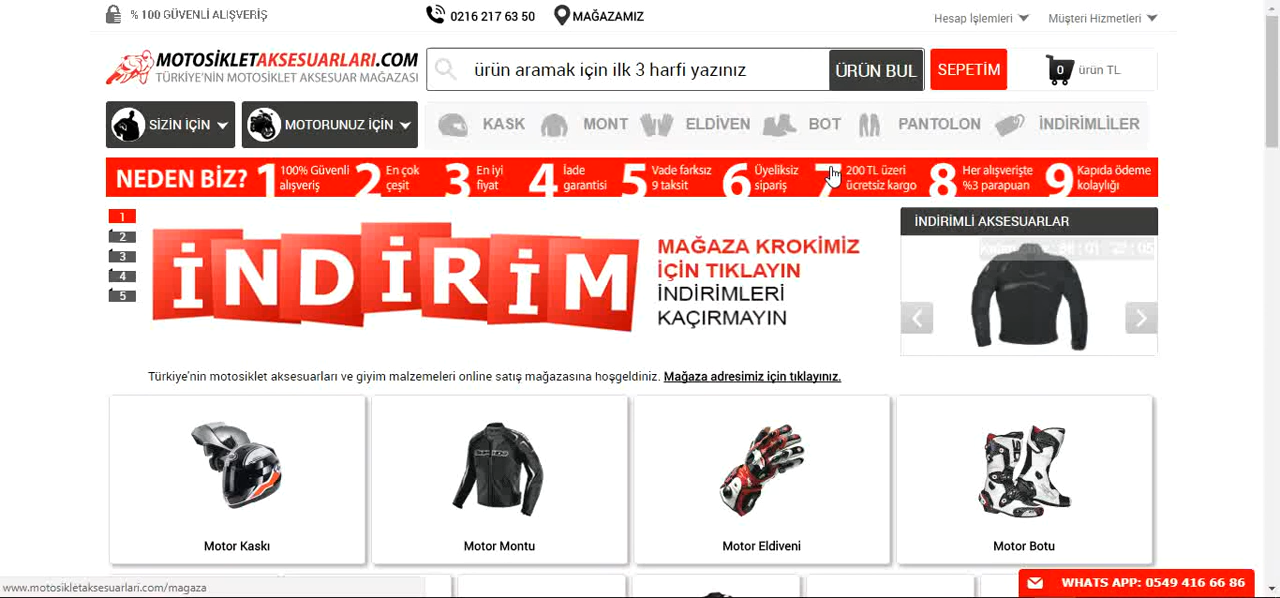 % 100 GÜVENLİ ALIŞVERİŞ
0216 217 63 50
MAĞAZAMIZ
Hesap İşlemleri
Müşteri Hizmetleri
MOTOSİKLETAKSESUARLARI.COM
TÜRKİYE'NİN MOTOSİKLET AKSESUAR MAĞAZASI
ürün aramak için ilk 3 harfi yazınız
ÜRÜN BUL
SEPETİM
0
ürün TL
SİZİN İÇİN
MOTORUNUZ İÇİN
KASK
MONT
ELDİVEN
BOT
PANTOLON
İNDİRİMLİLER
NEDEN BİZ?
1 100% Güvenli
alışveriş
2 En çok
çeşit
3 En iyi
fiyat
4 İade
garantisi
5 Vade farksız
9 taksit
6 Üyeliksiz
sipariş
7 200 TL üzeri
ücretsiz kargo
8 Her alışverişte
%3 parapuan
9 Kapıda ödeme
kolaylığı
1
2
3
4
5
İNDİRİM
MAĞAZA KROKİMİZ
İÇİN TIKLAYIN
İNDİRİMLERİ
KAÇIRMAYIN
İNDİRİMLİ AKSESUARLAR
Türkiye'nin motosiklet aksesuarları ve giyim malzemeleri online satış mağazasına hoşgeldiniz. Mağaza adresimiz için tıklayınız.
Motor Kaskı
Motor Montu
Motor Eldiveni
Motor Botu
www.motosikletaksesuarlari.com/magaza
WHATS APP: 0549 416 66 86